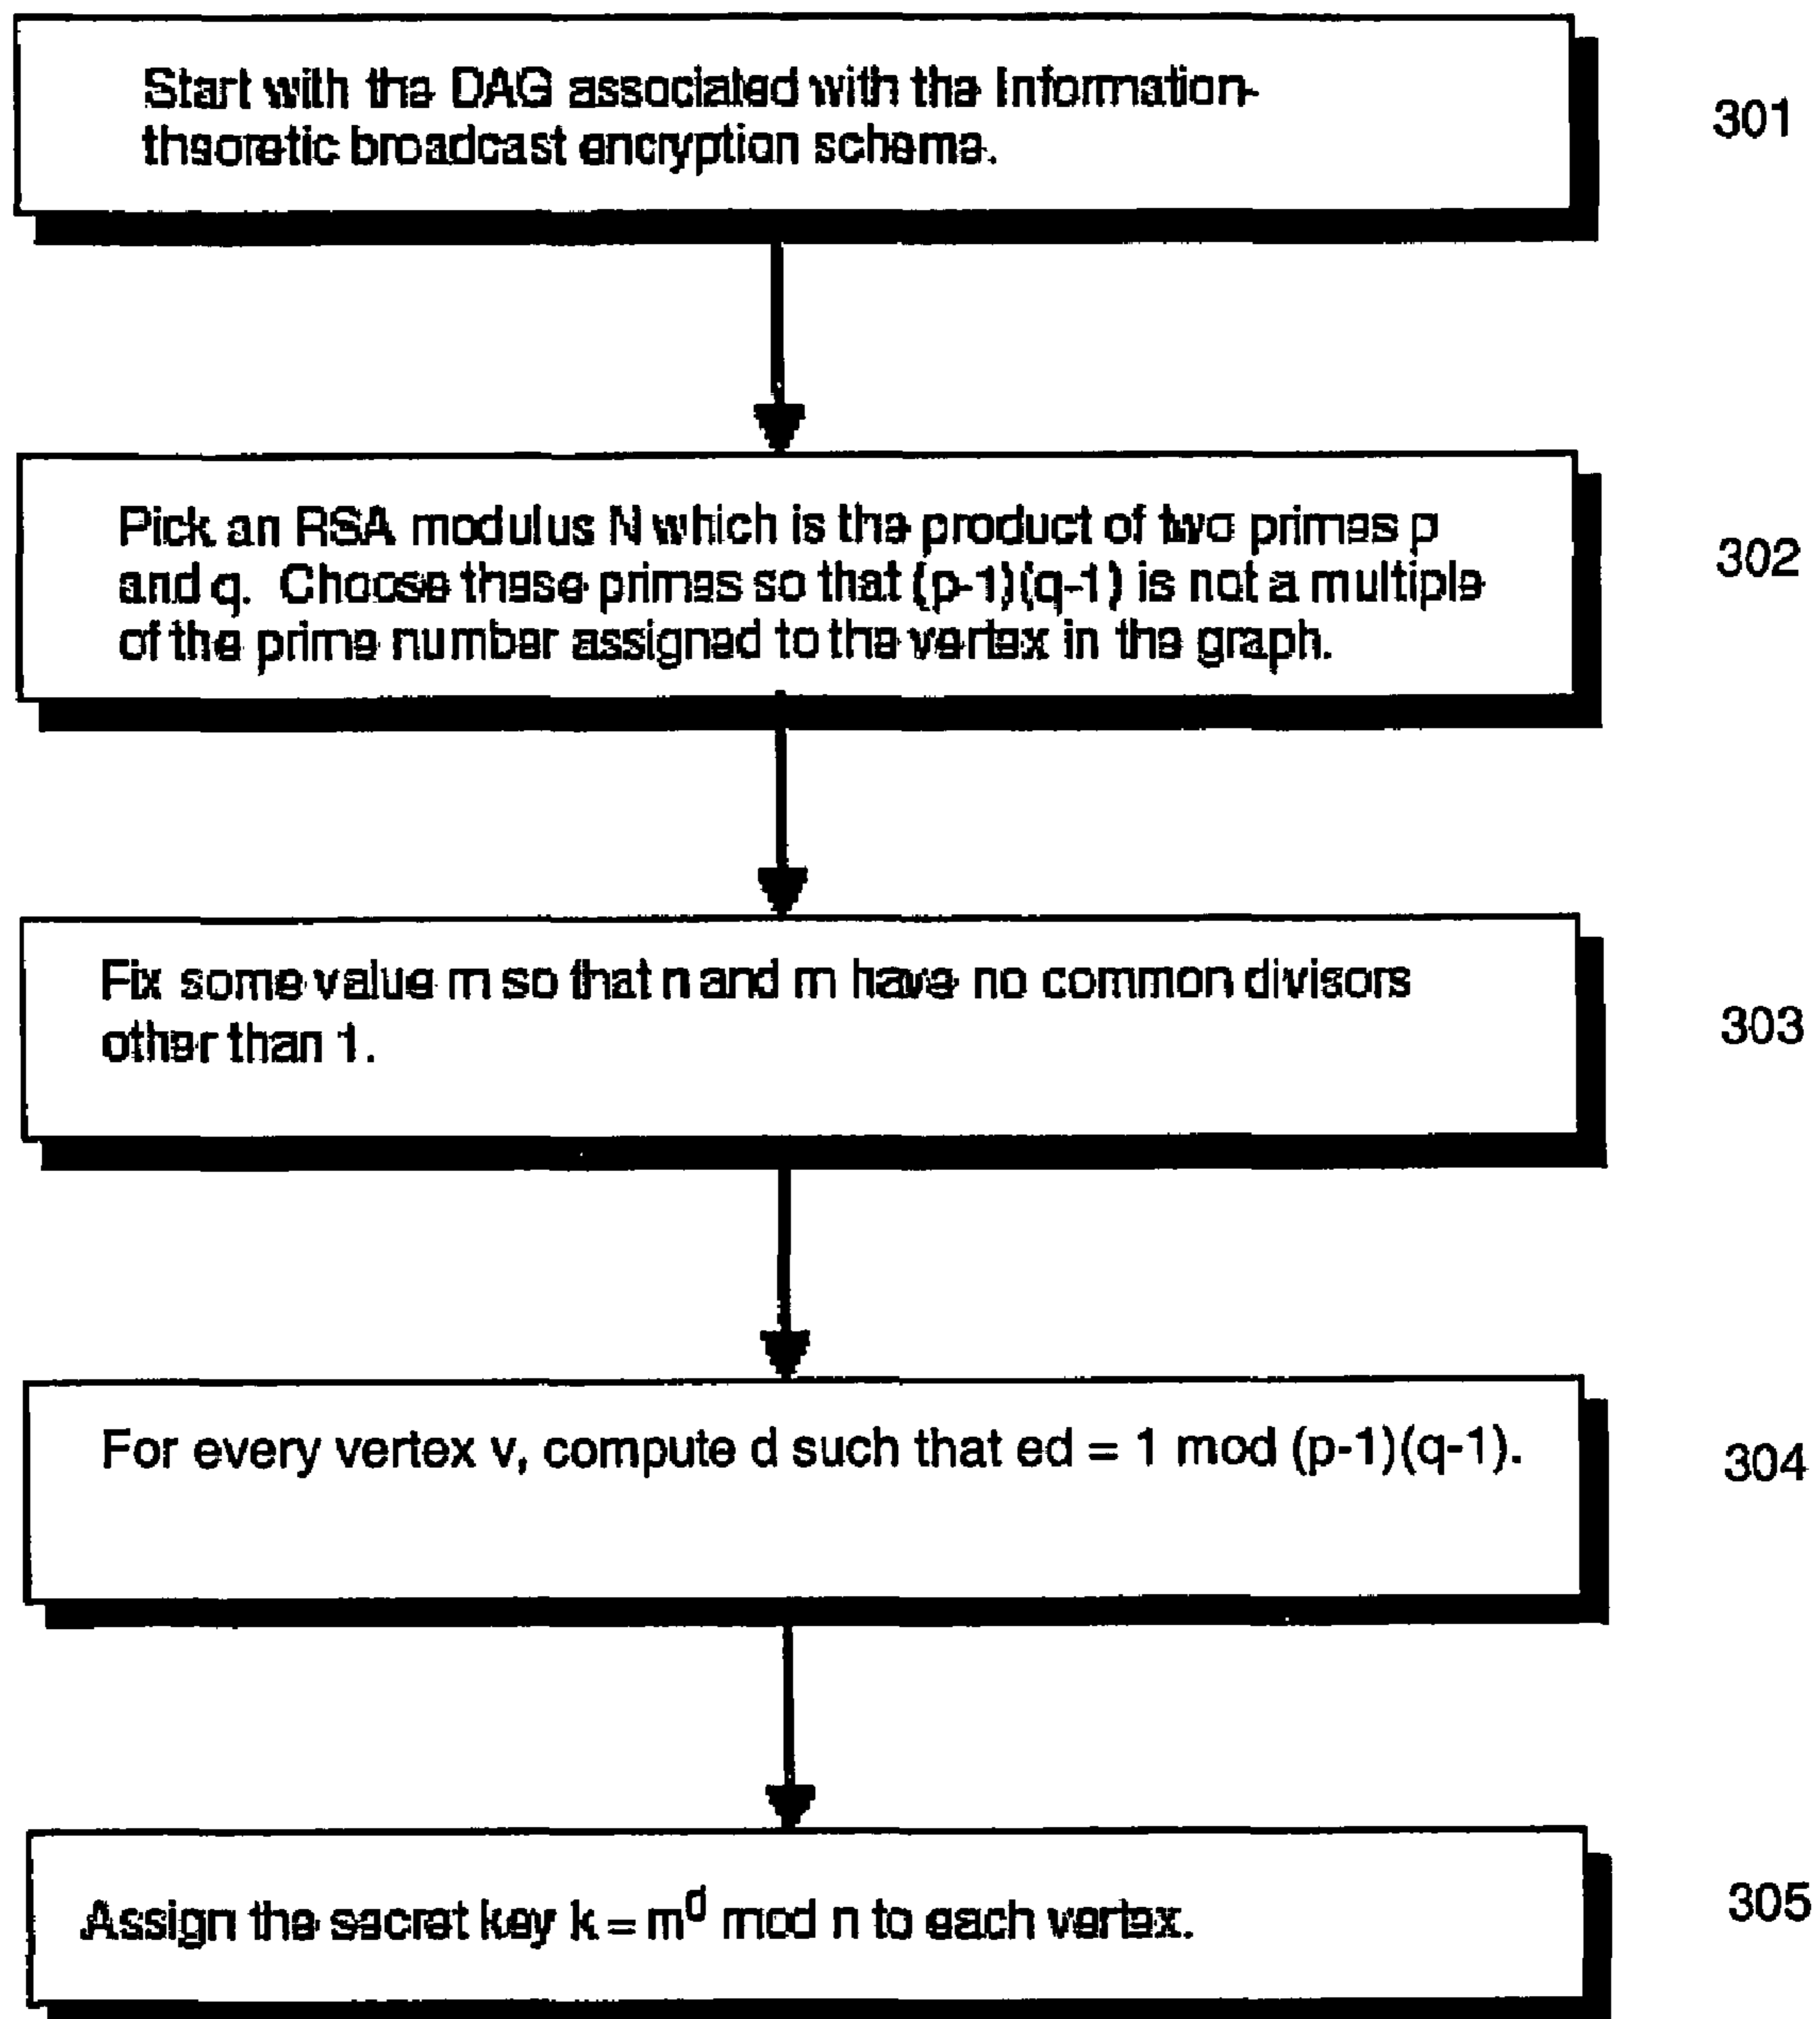 Start with the DAG associated with the Information-
theoretic broadcast encryption scheme.
301
Pick an RSA modulus N which is the product of two primes p
and q. Choose these primes so that (p-1)(q-1) is not a multiple
of the prime number assigned to the vertex in the graph.
302
Fix some value m so that n and m have no common divisors
other than 1.
303
For every vertex v, compute d such that ed = 1 mod (p-1)(q-1).
304
Assign the secret key k = m^d mod n to each vertex.
305